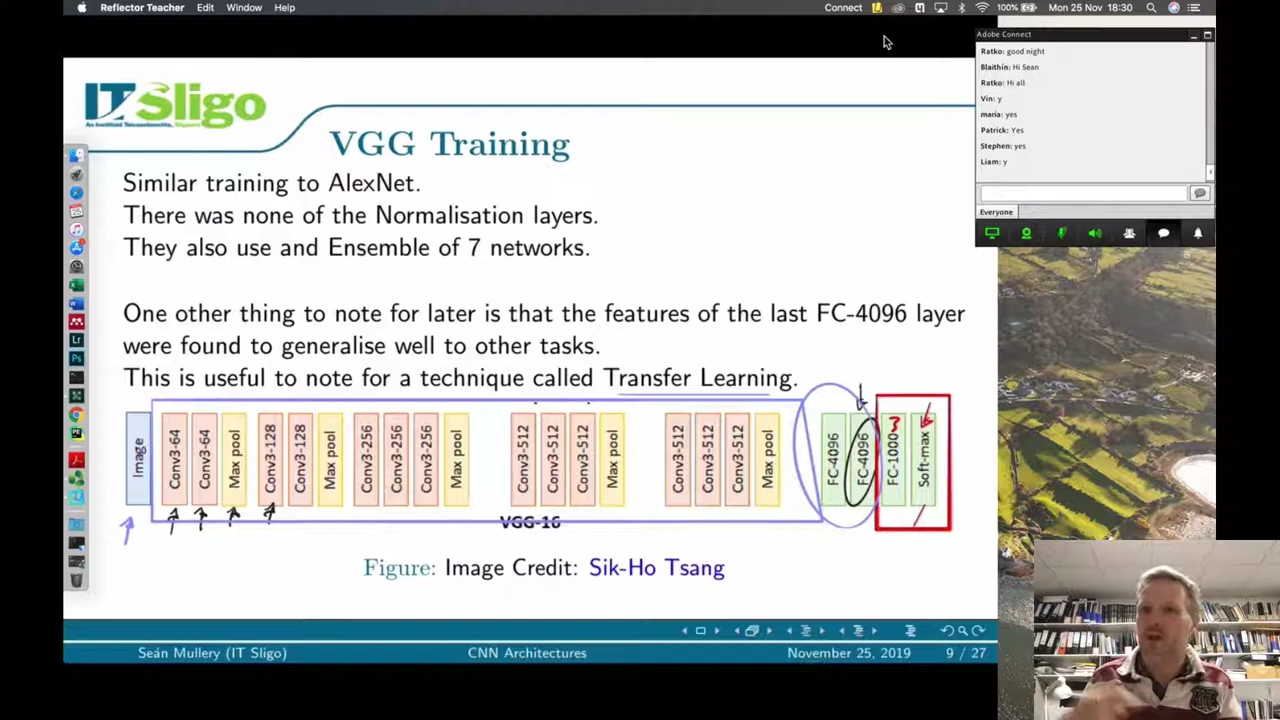 Reflector Teacher Edit Window Help
Connect 100% Mon 25 Nov 18:30
Adobe Connect
Ratko: good night
Blaithín: Hi Sean
Ratko: Hi all
Vin: y
maria: yes
Patrick: Yes
Stephen: yes
Liam: y
Everyone
IT Sligo
VGG Training
Similar training to AlexNet.
There was none of the Normalisation layers.
They also use and Ensemble of 7 networks.
One other thing to note for later is that the features of the last FC-4096 layer
were found to generalise well to other tasks.
This is useful to note for a technique called Transfer Learning.
Image
Conv3-64
Conv3-64
Max pool
Conv3-128
Conv3-128
Max pool
Conv3-256
Conv3-256
Conv3-256
Max pool
Conv3-512
Conv3-512
Conv3-512
Max pool
Conv3-512
Conv3-512
Conv3-512
Max pool
FC-4096
FC-4096
FC-1000
3
Soft-max
VGG-16
Figure: Image Credit: Sik-Ho Tsang
Seán Mullery (IT Sligo) CNN Architectures November 25, 2019 9 / 27